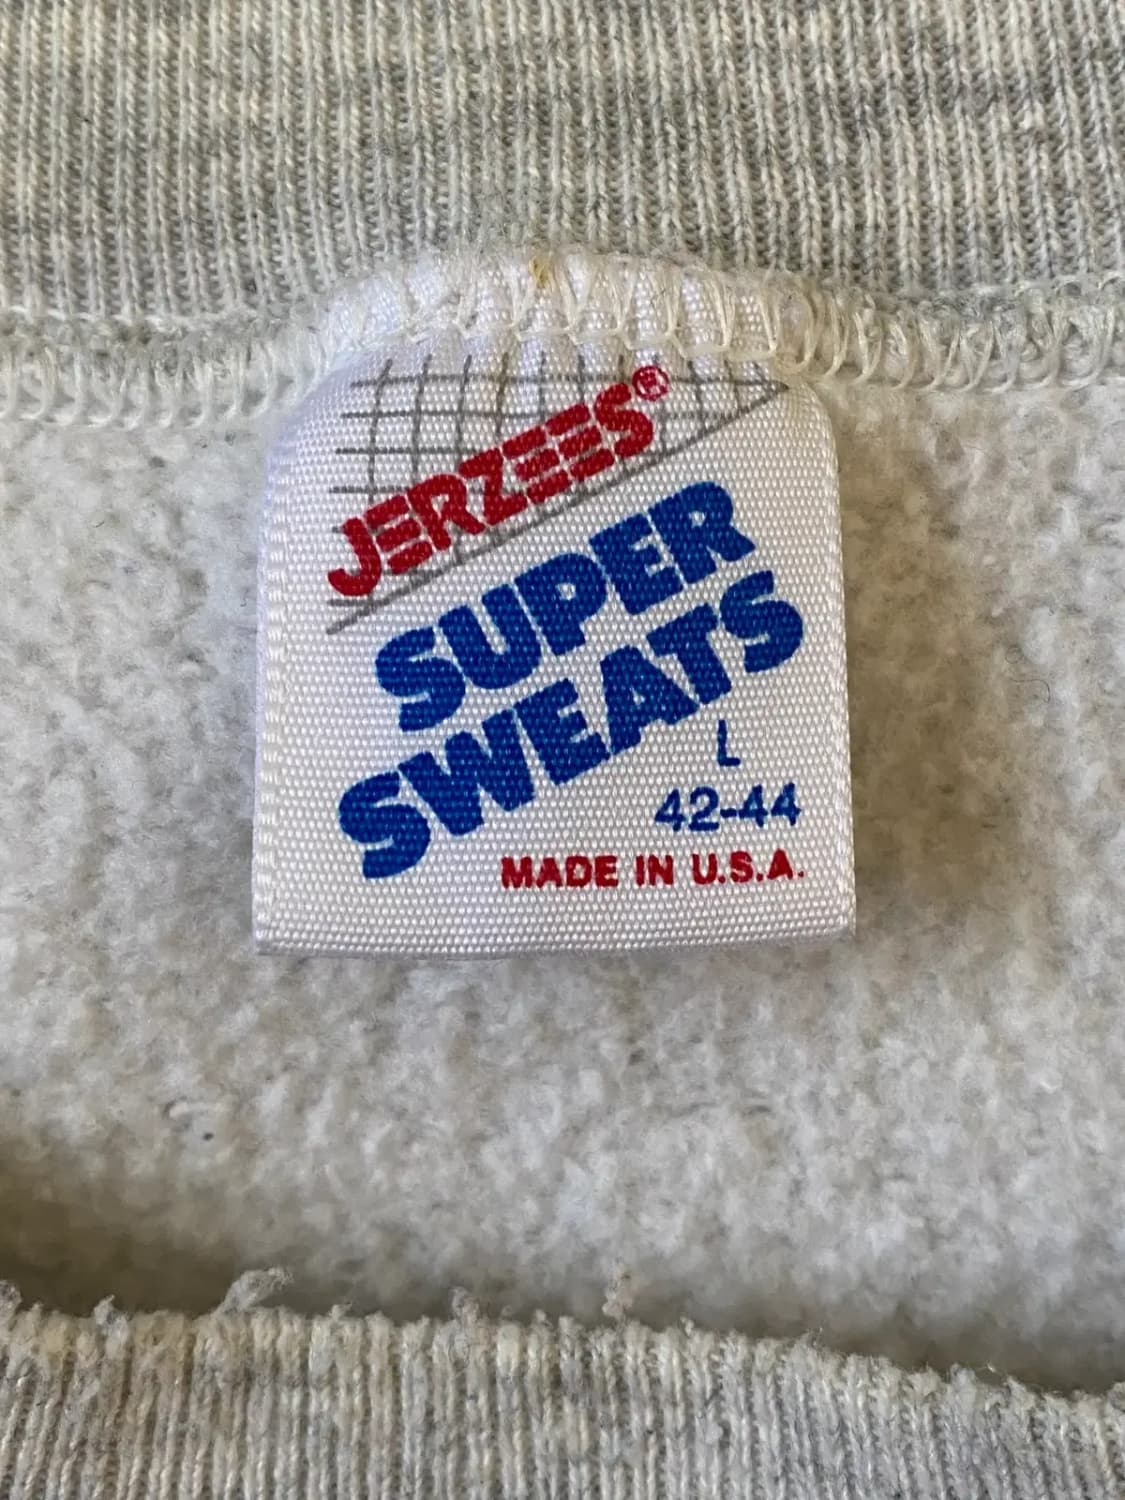 JERZEES®
SUPER
SWEATS
L
42-44
MADE IN U.S.A.